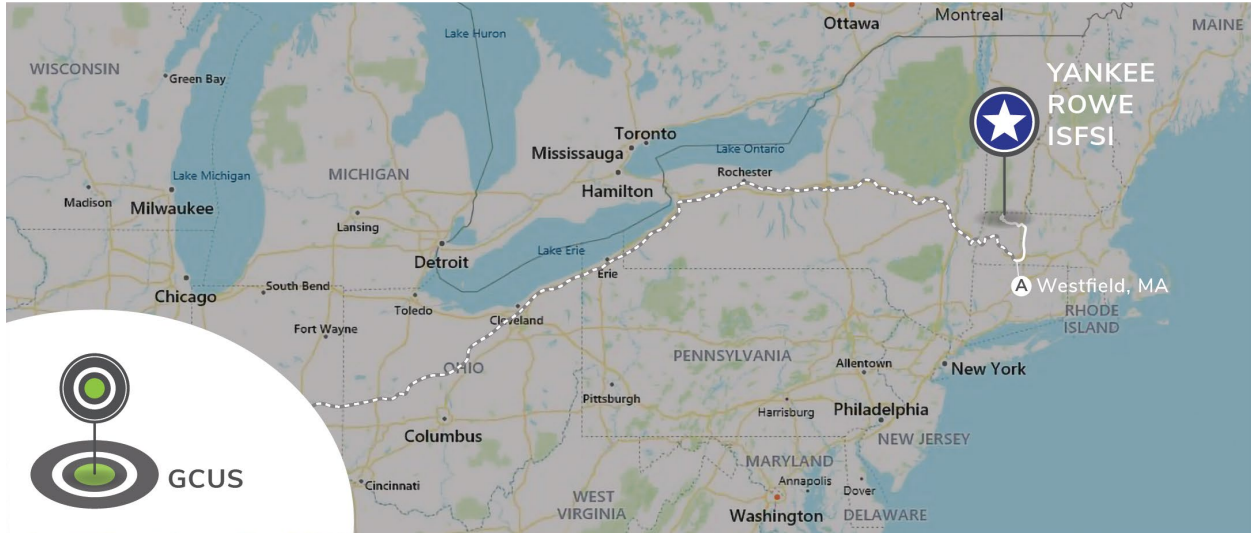 Ottawa
Montreal
MAINE
Lake Huron
WISCONSIN
Green Bay
YANKEE
ROWE
ISFSI
Toronto
Mississauga
Lake Ontario
Lake Michigan
MICHIGAN
Hamilton
Rochester
Madison
Milwaukee
Lansing
Detroit
Lake Erie
Erie
Chicago
South Bend
Toledo
Cleveland
A Westfield, MA
RHODE
ISLAND
Fort Wayne
OHIO
PENNSYLVANIA
Allentown
New York
Pittsburgh
Harrisburg
Philadelphia
Columbus
NEW JERSEY
MARYLAND
GCUS
Cincinnati
Annapolis
Dover
WEST
VIRGINIA
Washington
DELAWARE